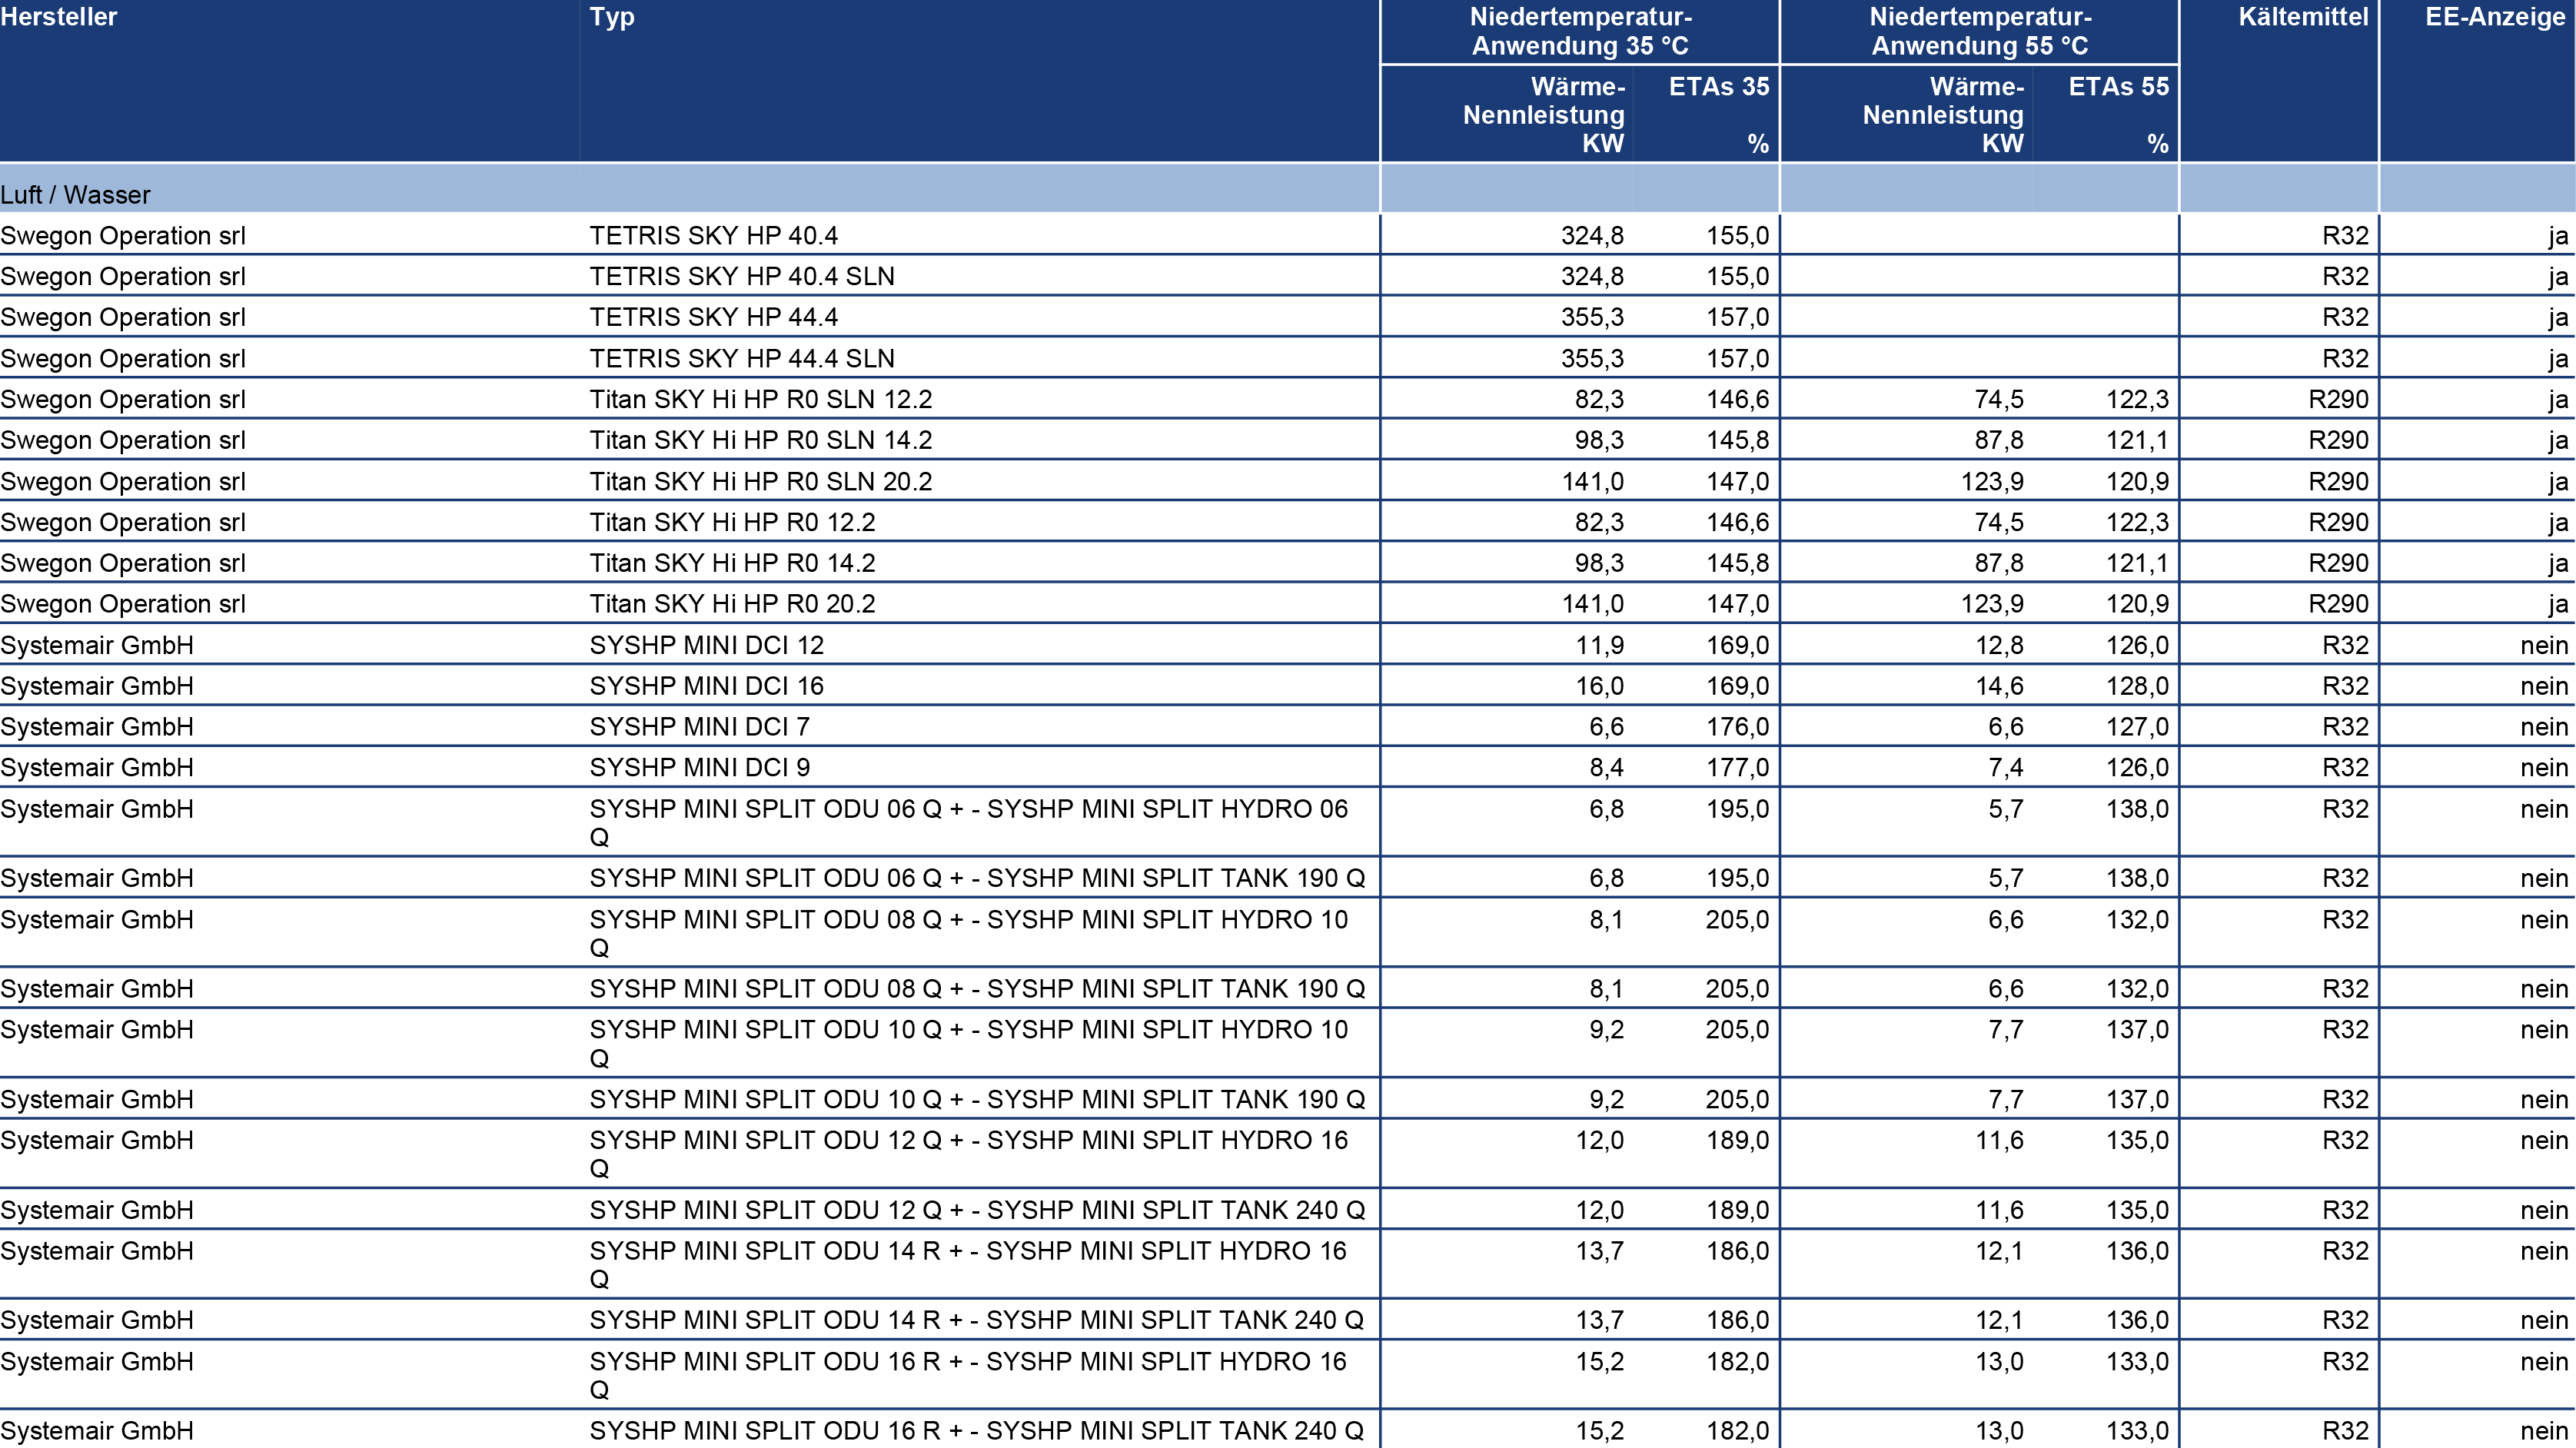 Hersteller Typ Niedertemperatur- Niedertemperatur- Kältemittel EE-Anzeige
Anwendung 35 °C Anwendung 55 °C
Wärme- ETAs 35 Wärme- ETAs 55
Nennleistung Nennleistung
KW % KW %
Luft / Wasser
Swegon Operation srl TETRIS SKY HP 40.4 324,8 155,0 R32 ja
Swegon Operation srl TETRIS SKY HP 40.4 SLN 324,8 155,0 R32 ja
Swegon Operation srl TETRIS SKY HP 44.4 355,3 157,0 R32 ja
Swegon Operation srl TETRIS SKY HP 44.4 SLN 355,3 157,0 R32 ja
Swegon Operation srl Titan SKY Hi HP R0 SLN 12.2 82,3 146,6 74,5 122,3 R290 ja
Swegon Operation srl Titan SKY Hi HP R0 SLN 14.2 98,3 145,8 87,8 121,1 R290 ja
Swegon Operation srl Titan SKY Hi HP R0 SLN 20.2 141,0 147,0 123,9 120,9 R290 ja
Swegon Operation srl Titan SKY Hi HP R0 12.2 82,3 146,6 74,5 122,3 R290 ja
Swegon Operation srl Titan SKY Hi HP R0 14.2 98,3 145,8 87,8 121,1 R290 ja
Swegon Operation srl Titan SKY Hi HP R0 20.2 141,0 147,0 123,9 120,9 R290 ja
Systemair GmbH SYSHP MINI DCI 12 11,9 169,0 12,8 126,0 R32 nein
Systemair GmbH SYSHP MINI DCI 16 16,0 169,0 14,6 128,0 R32 nein
Systemair GmbH SYSHP MINI DCI 7 6,6 176,0 6,6 127,0 R32 nein
Systemair GmbH SYSHP MINI DCI 9 8,4 177,0 7,4 126,0 R32 nein
Systemair GmbH SYSHP MINI SPLIT ODU 06 Q + - SYSHP MINI SPLIT HYDRO 06 6,8 195,0 5,7 138,0 R32 nein
Q
Systemair GmbH SYSHP MINI SPLIT ODU 06 Q + - SYSHP MINI SPLIT TANK 190 Q 6,8 195,0 5,7 138,0 R32 nein
Systemair GmbH SYSHP MINI SPLIT ODU 08 Q + - SYSHP MINI SPLIT HYDRO 10 8,1 205,0 6,6 132,0 R32 nein
Q
Systemair GmbH SYSHP MINI SPLIT ODU 08 Q + - SYSHP MINI SPLIT TANK 190 Q 8,1 205,0 6,6 132,0 R32 nein
Systemair GmbH SYSHP MINI SPLIT ODU 10 Q + - SYSHP MINI SPLIT HYDRO 10 9,2 205,0 7,7 137,0 R32 nein
Q
Systemair GmbH SYSHP MINI SPLIT ODU 10 Q + - SYSHP MINI SPLIT TANK 190 Q 9,2 205,0 7,7 137,0 R32 nein
Systemair GmbH SYSHP MINI SPLIT ODU 12 Q + - SYSHP MINI SPLIT HYDRO 16 12,0 189,0 11,6 135,0 R32 nein
Q
Systemair GmbH SYSHP MINI SPLIT ODU 12 Q + - SYSHP MINI SPLIT TANK 240 Q 12,0 189,0 11,6 135,0 R32 nein
Systemair GmbH SYSHP MINI SPLIT ODU 14 R + - SYSHP MINI SPLIT HYDRO 16 13,7 186,0 12,1 136,0 R32 nein
Q
Systemair GmbH SYSHP MINI SPLIT ODU 14 R + - SYSHP MINI SPLIT TANK 240 Q 13,7 186,0 12,1 136,0 R32 nein
Systemair GmbH SYSHP MINI SPLIT ODU 16 R + - SYSHP MINI SPLIT HYDRO 16 15,2 182,0 13,0 133,0 R32 nein
Q
Systemair GmbH SYSHP MINI SPLIT ODU 16 R + - SYSHP MINI SPLIT TANK 240 Q 15,2 182,0 13,0 133,0 R32 nein